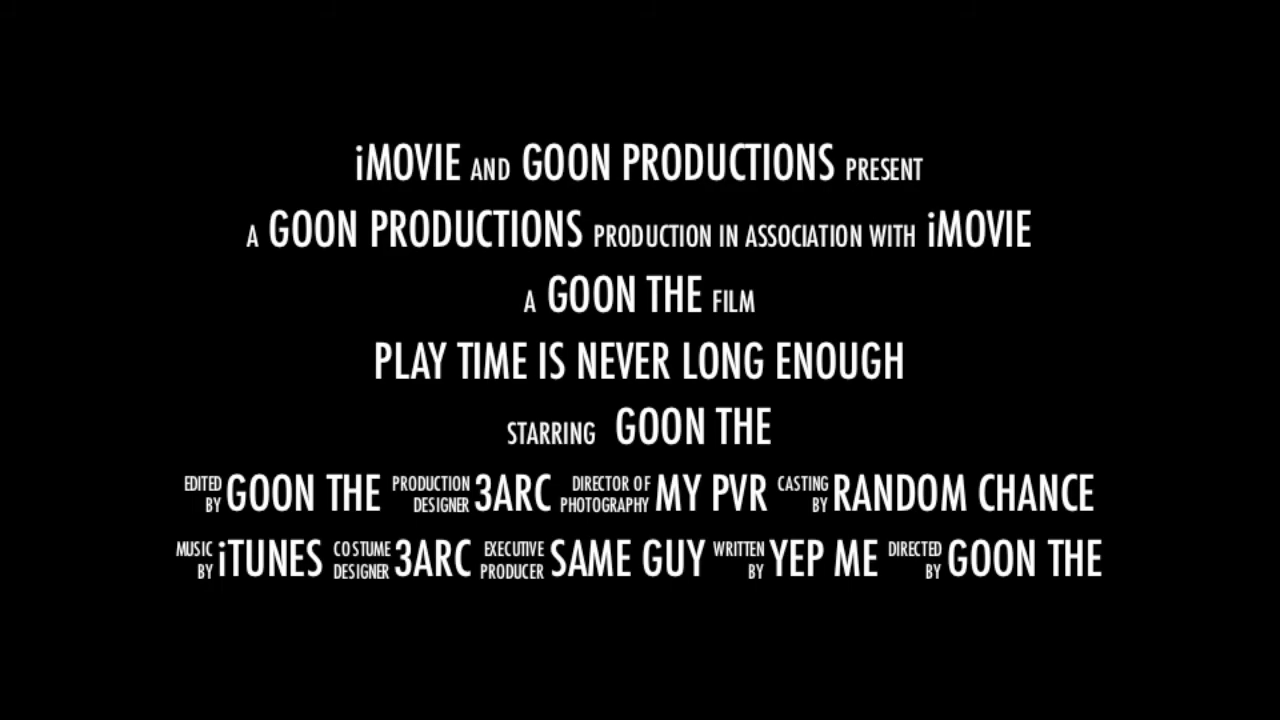 iMOVIE AND GOON PRODUCTIONS PRESENT
A GOON PRODUCTIONS PRODUCTION IN ASSOCIATION WITH iMOVIE
A GOON THE FILM
PLAY TIME IS NEVER LONG ENOUGH
STARRING GOON THE
EDITED BY GOON THE PRODUCTION DESIGNER 3ARC DIRECTOR OF PHOTOGRAPHY MY PVR CASTING BY RANDOM CHANCE
MUSIC BY iTUNES COSTUME DESIGNER 3ARC EXECUTIVE PRODUCER SAME GUY WRITTEN BY YEP ME DIRECTED BY GOON THE